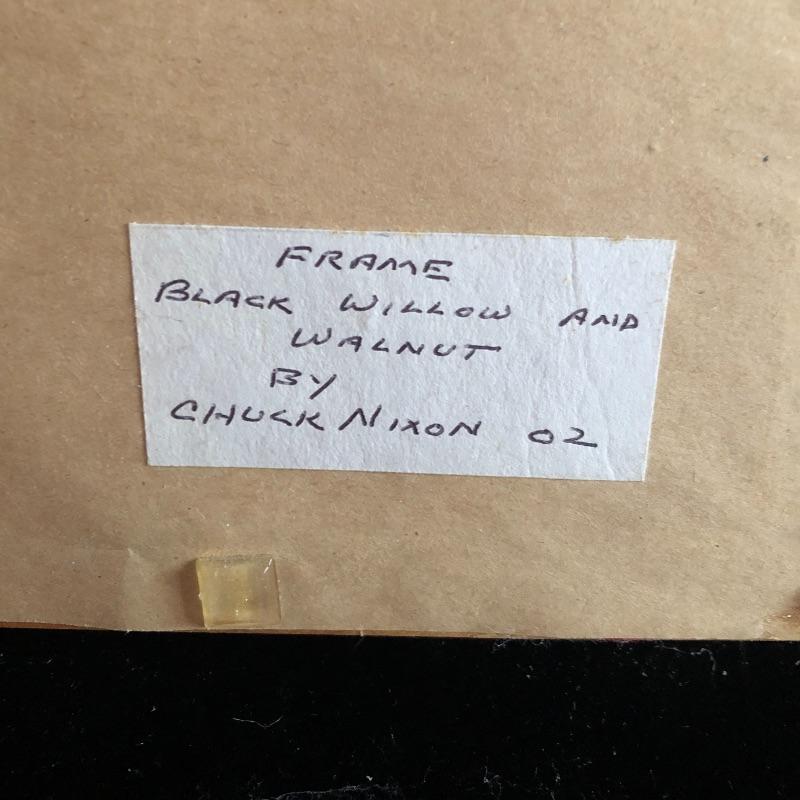 FRAME
BLACK WILLOW AND
WALNUT
BY
CHUCK NIXON 02